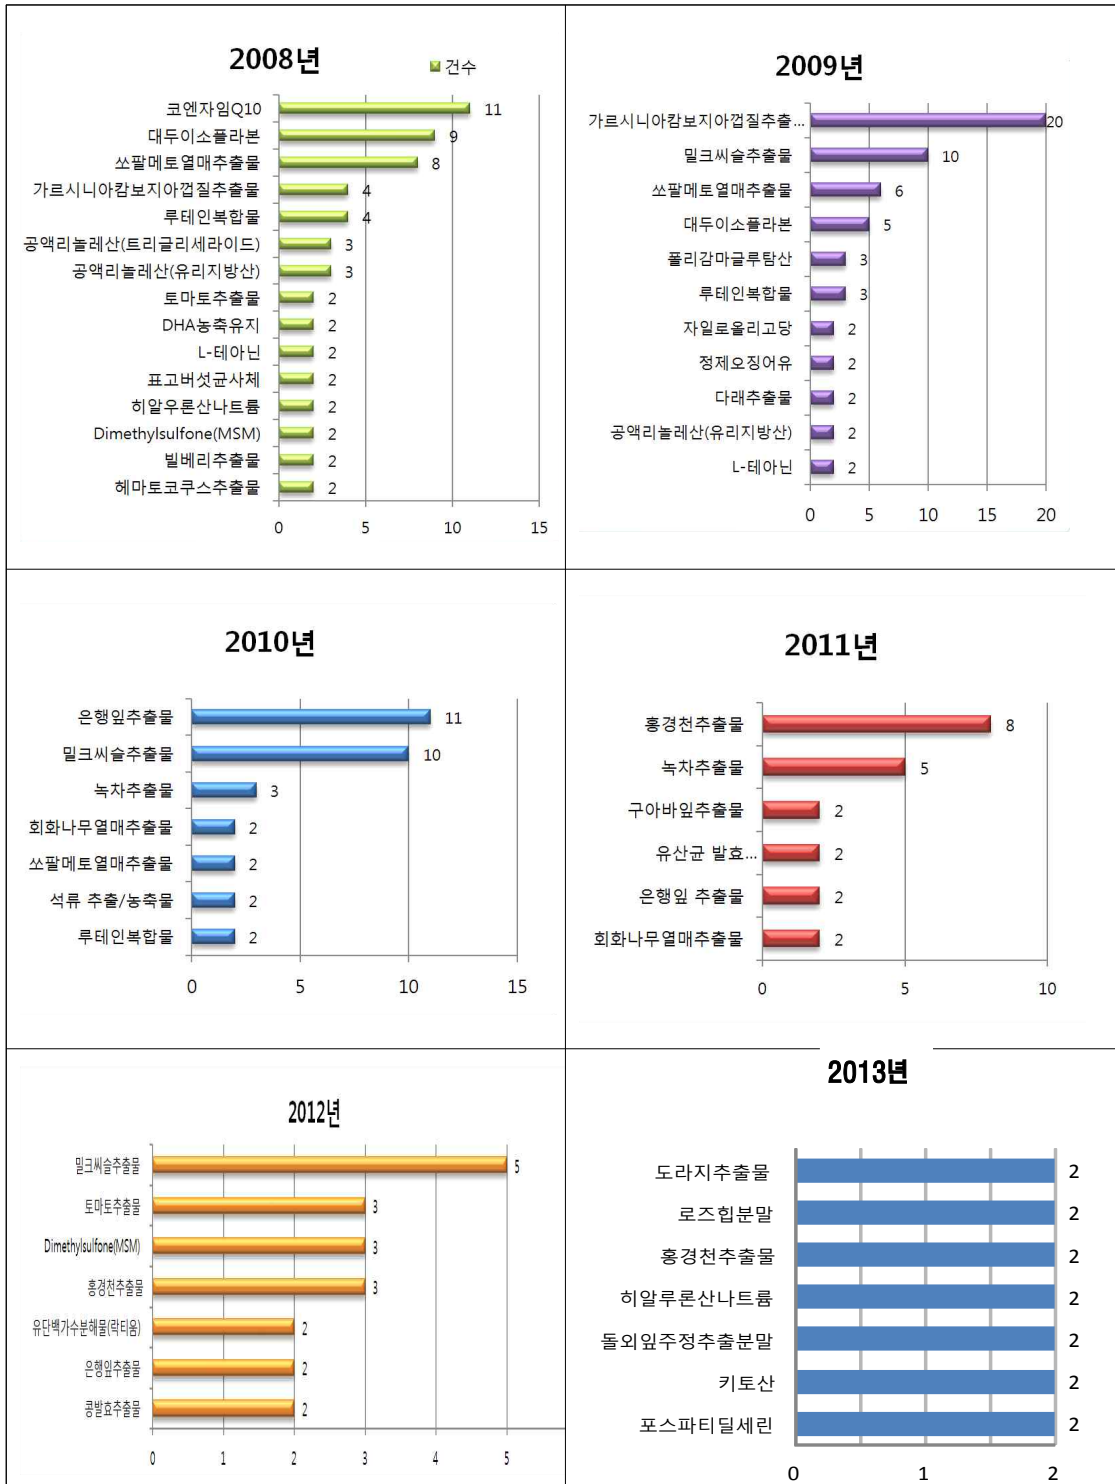 2008년
건수
코엔자임Q10 11
대두이소플라본 9
쏘팔메토열매추출물 8
가르시니아캄보지아껍질추출물 4
루테인복합물 4
공액리놀레산(트리글리세라이드) 3
공액리놀레산(유리지방산) 3
토마토추출물 2
DHA농축유지 2
L-테아닌 2
표고버섯균사체 2
히알우론산나트륨 2
Dimethylsulfone(MSM) 2
빌베리추출물 2
헤마토코쿠스추출물 2
0 5 10 15
2009년
가르시니아캄보지아껍질추출... 20
밀크씨슬추출물 10
쏘팔메토열매추출물 6
대두이소플라본 5
폴리감마글루탐산 3
루테인복합물 3
자일로올리고당 2
정제오징어유 2
다래추출물 2
공액리놀레산(유리지방산) 2
L-테아닌 2
0 5 10 15 20
2010년
은행잎추출물 11
밀크씨슬추출물 10
녹차추출물 3
회화나무열매추출물 2
쏘팔메토열매추출물 2
석류 추출/농축물 2
루테인복합물 2
0 5 10 15
2011년
홍경천추출물 8
녹차추출물 5
구아바잎추출물 2
유산균 발효... 2
은행잎 추출물 2
회화나무열매추출물 2
0 5 10
2012년
밀크씨슬추출물 5
토마토추출물 3
Dimethylsulfone(MSM) 3
홍경천추출물 3
유단백가수분해물(락티움) 2
은행잎추출물 2
콩발효추출물 2
0 1 2 3 4 5
2013년
도라지추출물 2
로즈힙분말 2
홍경천추출물 2
히알루론산나트륨 2
돌외잎주정추출분말 2
키토산 2
포스파티딜세린 2
0 1 2